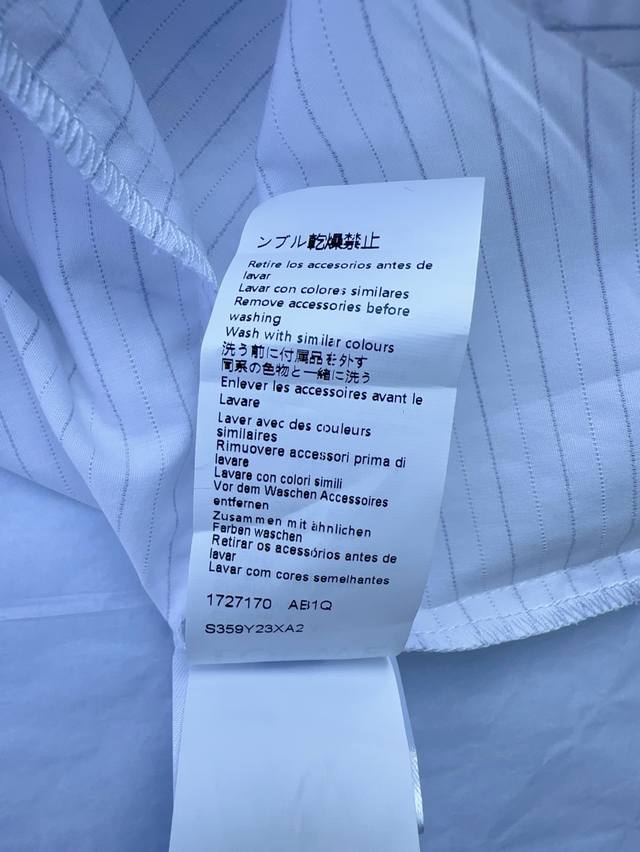 ンブル乾燥禁止
Retire los accesorios antes de
lavar
Lavar con colores similares
Remove accessories before
washing
Wash with similar colours
洗う前に付属品を外す
同系の色物と一緒に洗う
Enlever les accessoires avant le
Lavare
Laver avec des couleurs
similaires
Rimuovere accessori prima di
lavare
Lavare con colori simili
Vor dem Waschen Accessoires
entfernen
Zusammen mit ähnlichen
Farben waschen
Retirar os acessórios antes de
lavar
Lavar com cores semelhantes
1727170 AB1Q
S359Y23XA2